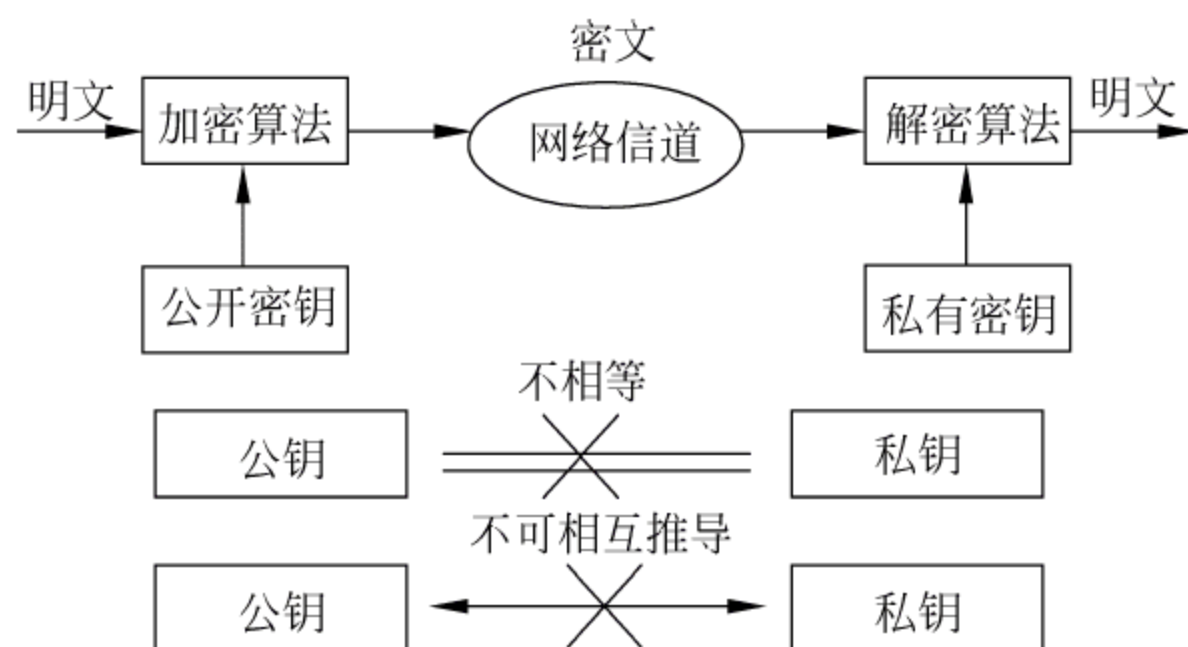 密文
明文
加密算法
网络信道
解密算法
明文
公开密钥
私有密钥
不相等
公钥
私钥
不可相互推导
公钥
私钥